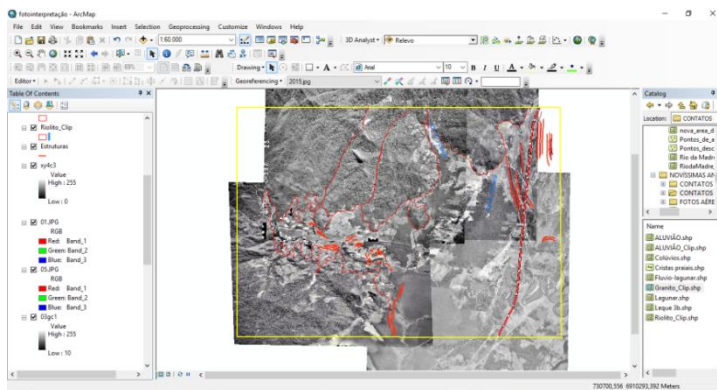 fotointerpretação - ArcMap
File Edit View Bookmarks Insert Selection Geoprocessing Customize Windows Help
1:60.000
3D Analyst Relevo
Drawing
Arial
10
B I U A
Editor
Georeferencing 2015.jpg
Table Of Contents
Riolito_Clip
Estruturas
xy4c3
Value
High : 255
Low : 0
01.JPG
RGB
Red: Band_1
Green: Band_2
Blue: Band_3
05.JPG
RGB
Red: Band_1
Green: Band_2
Blue: Band_3
03gc1
Value
High : 255
Low : 10
Catalog
Location: CONTATOS
nova_area_d
Pontos_de_a
Pontos_desc
Rio da Madre
RiodaMadre_
NOVÍSSIMAS AN
CONTATOS
CONTATOS
FOTOS AÉRE
Name
ALUVIÃO.shp
ALUVIÃO_Clip.shp
Colúvios.shp
Cristas praiais.shp
Fluvio-lagunar.shp
Granito_Clip.shp
Lagunar.shp
Leque 3b.shp
Riolito_Clip.shp
730700,556 6910293,392 Meters